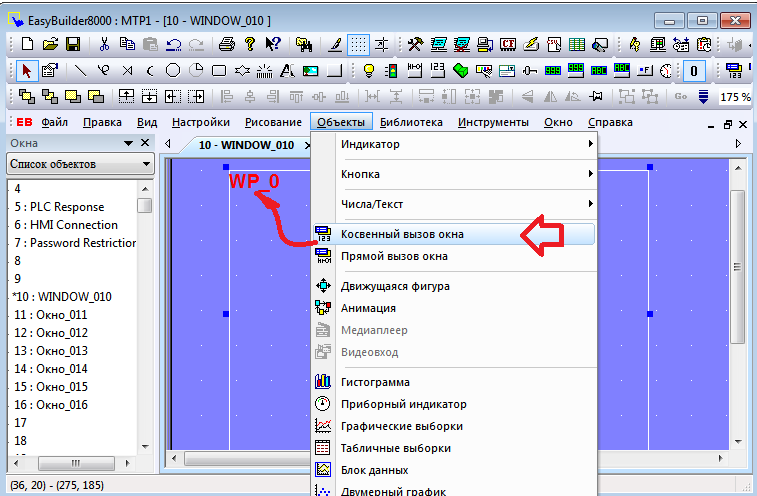 EasyBuilder8000 : MTP1 - [10 - WINDOW_010 ]
175 %
EB Файл Правка Вид Настройки Рисование Объекты Библиотека Инструменты Окно Справка
Окна
Список объектов
4
5 : PLC Response
6 : HMI Connection
7 : Password Restriction
8
9
*10 : WINDOW_010
11 : Окно_011
12 : Окно_012
13 : Окно_013
14 : Окно_014
15 : Окно_015
16 : Окно_016
17
18
10 - WINDOW_010
WP_0
Индикатор
Кнопка
Числа/Текст
Косвенный вызов окна
Прямой вызов окна
Движущаяся фигура
Анимация
Медиаплеер
Видеовход
Гистограмма
Приборный индикатор
Графические выборки
Табличные выборки
Блок данных
Двумерный график
(36, 20) - (275, 185)